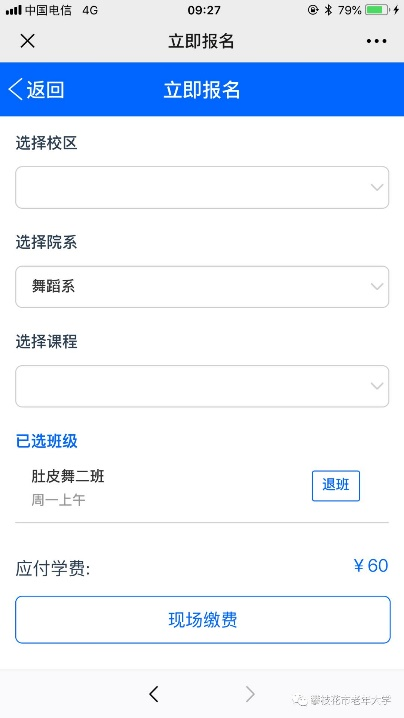 中国电信 4G 09:27 79%
立即报名
返回 立即报名
选择校区
选择院系
舞蹈系
选择课程
已选班级
肚皮舞二班
周一上午
退班
应付学费: ¥60
现场缴费
攀枝花市老年大学